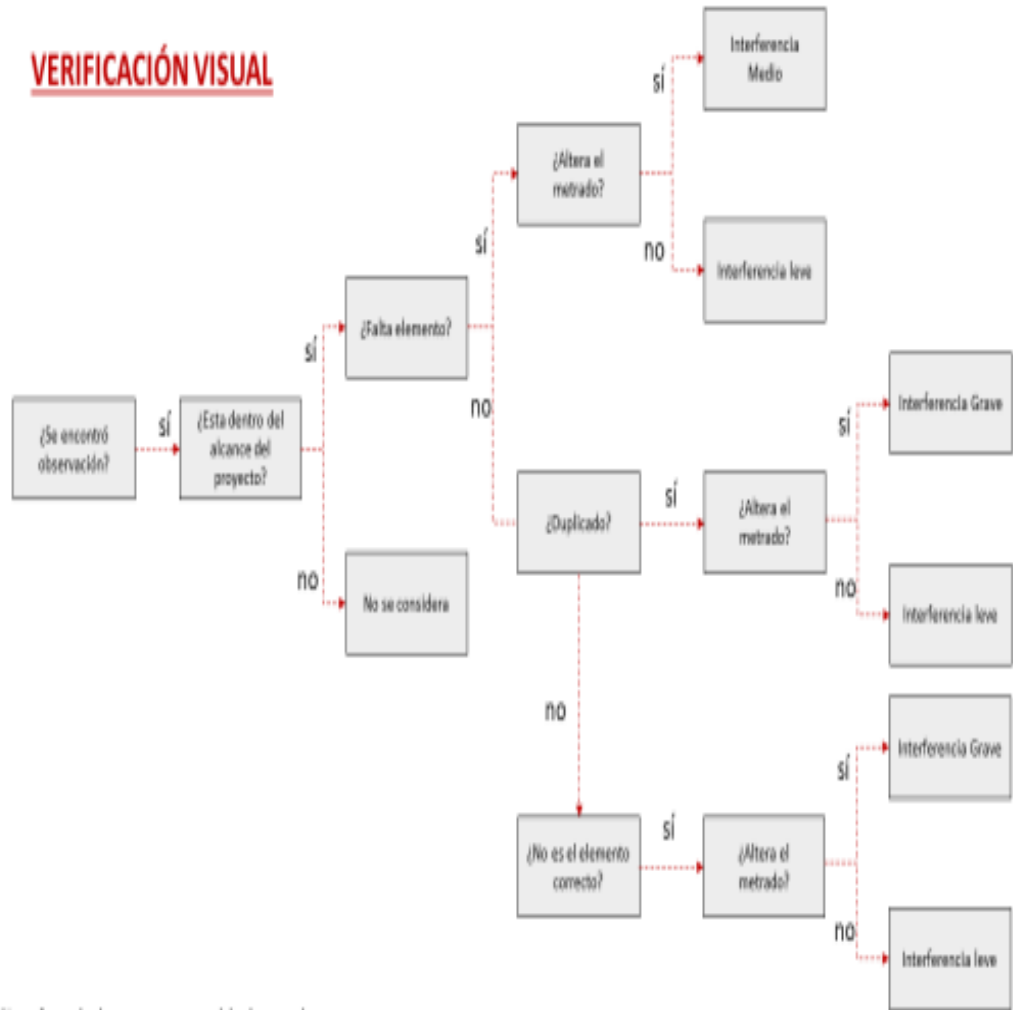 VERIFICACIÓN VISUAL
Interferencia
Medio
sí
¿Altera el
metrado?
no
Interferencia leve
sí
¿Falta elemento?
sí
no
¿Se encontró
observación?
sí
¿Esta dentro del
alcance del
proyecto?
no
No se considera
¿Duplicado?
sí
¿Altera el
metrado?
sí
Interferencia Grave
no
Interferencia leve
no
¿No es el elemento
correcto?
sí
¿Altera el
metrado?
sí
Interferencia Grave
no
Interferencia leve